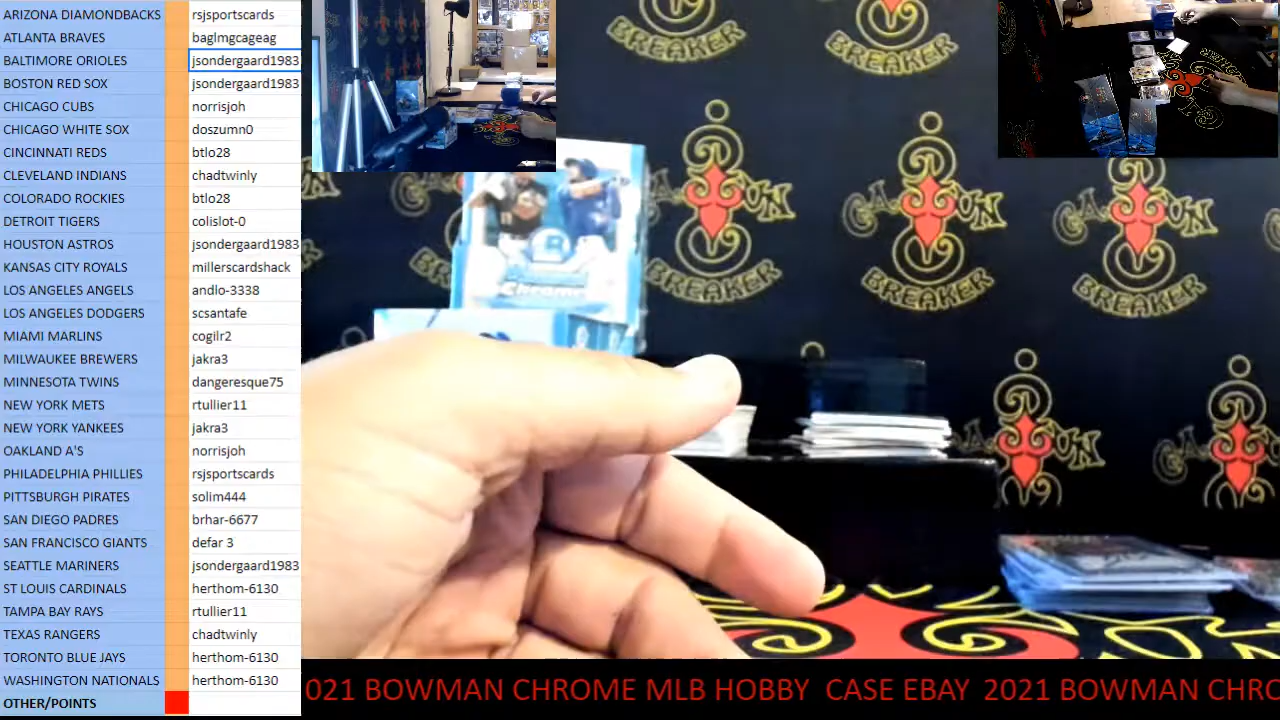 ARIZONA DIAMONDBACKS rsjsportscards
ATLANTA BRAVES baglmgcageag
BALTIMORE ORIOLES jsondergaard1983
BOSTON RED SOX jsondergaard1983
CHICAGO CUBS norrisjoh
CHICAGO WHITE SOX doszumn0
CINCINNATI REDS btlo28
CLEVELAND INDIANS chadtwinly
COLORADO ROCKIES btlo28
DETROIT TIGERS colislot-0
HOUSTON ASTROS jsondergaard1983
KANSAS CITY ROYALS millerscardshack
LOS ANGELES ANGELS andlo-3338
LOS ANGELES DODGERS scsantafe
MIAMI MARLINS cogilr2
MILWAUKEE BREWERS jakra3
MINNESOTA TWINS dangeresque75
NEW YORK METS rtullier11
NEW YORK YANKEES jakra3
OAKLAND A'S norrisjoh
PHILADELPHIA PHILLIES rsjsportscards
PITTSBURGH PIRATES solim444
SAN DIEGO PADRES brhar-6677
SAN FRANCISCO GIANTS defar 3
SEATTLE MARINERS jsondergaard1983
ST LOUIS CARDINALS herthom-6130
TAMPA BAY RAYS rtullier11
TEXAS RANGERS chadtwinly
TORONTO BLUE JAYS herthom-6130
WASHINGTON NATIONALS herthom-6130
OTHER/POINTS
BREAKER
BREAKER
CAJUN
BREAKER
CAJUN
BREAKER
CAJUN
BREAKER
Chrome
021 BOWMAN CHROME MLB HOBBY CASE EBAY 2021 BOWMAN CHRO